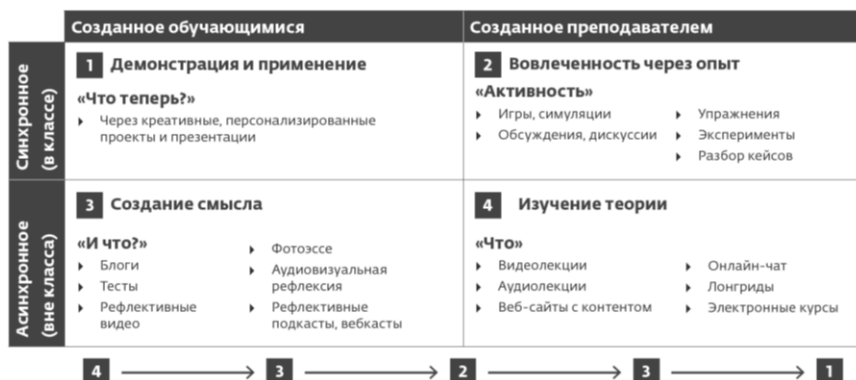 Созданное обучающимися
Созданное преподавателем
Синхронное
(в классе)
1 Демонстрация и применение
«Что теперь?»
Через креативные, персонализированные
проекты и презентации
2 Вовлеченность через опыт
«Активность»
Игры, симуляции
Обсуждения, дискуссии
Упражнения
Эксперименты
Разбор кейсов
Асинхронное
(вне класса)
3 Создание смысла
«И что?»
Блоги
Тесты
Рефлективные
видео
Фотоэссе
Аудиовизуальная
рефлексия
Рефлективные
подкасты, вебкасты
4 Изучение теории
«Что»
Видеолекции
Аудиолекции
Веб-сайты с контентом
Онлайн-чат
Лонгриды
Электронные курсы
4 3 2 3 1